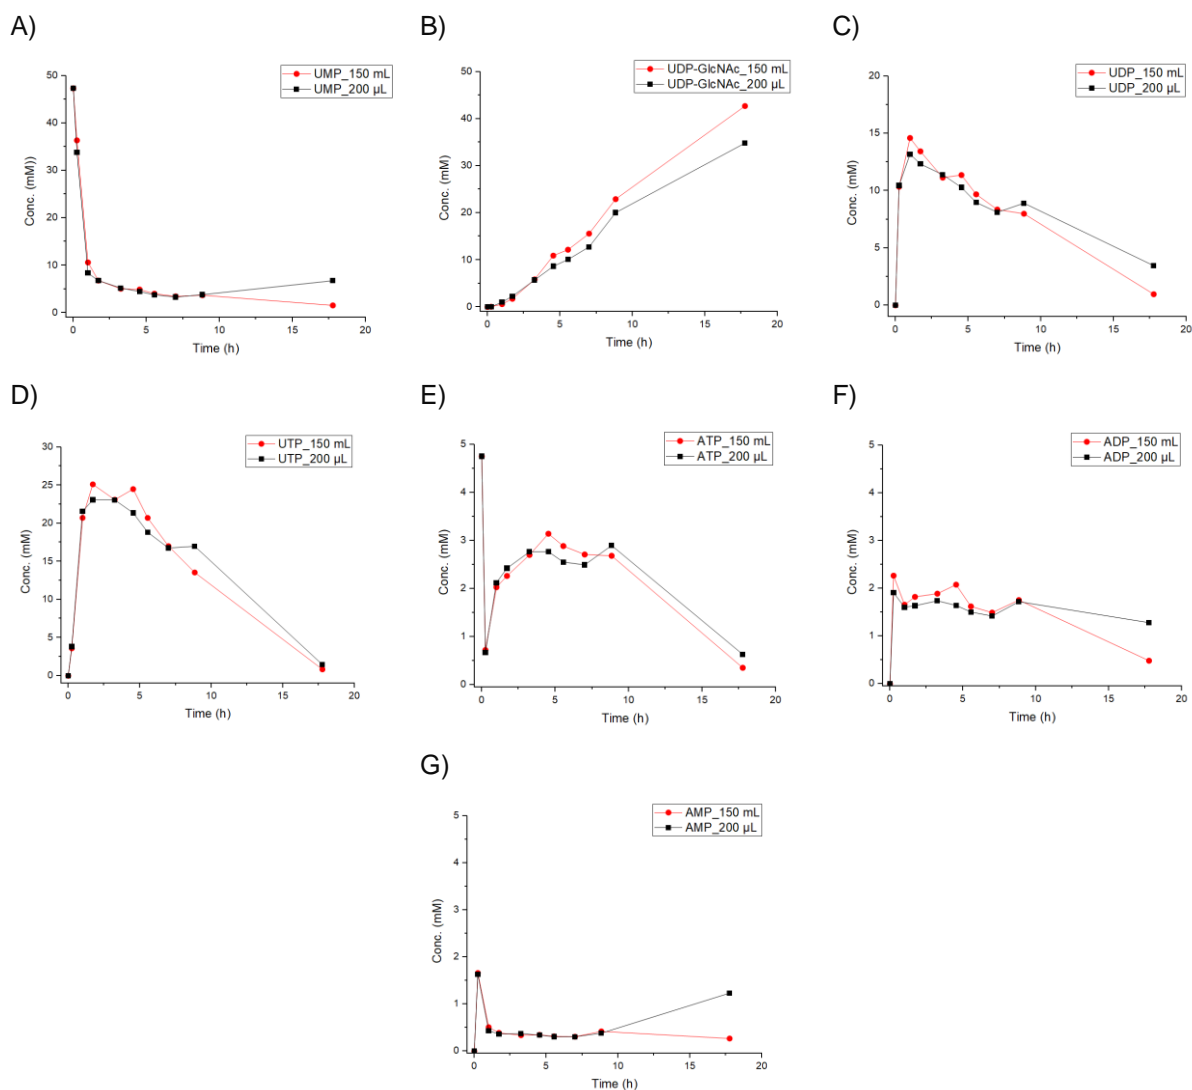 A)
UMP_150 mL
UMP_200 µL
Conc. (mM))
50
40
30
20
10
0
0 5 10 15 20
Time (h)
B)
UDP-GlcNAc_150 mL
UDP-GlcNAc_200 µL
Conc. (mM)
50
40
30
20
10
0
0 5 10 15 20
Time (h)
C)
UDP_150 mL
UDP_200 µL
Conc. (mM)
20
15
10
5
0
0 5 10 15 20
Time (h)
D)
UTP_150 mL
UTP_200 µL
Conc. (mM)
30
25
20
15
10
5
0
0 5 10 15 20
Time (h)
E)
ATP_150 mL
ATP_200 µL
Conc. (mM)
5
4
3
2
1
0
0 5 10 15 20
Time (h)
F)
ADP_150 mL
ADP_200 µL
Conc. (mM)
5
4
3
2
1
0
0 5 10 15 20
Time (h)
G)
AMP_150 mL
AMP_200 µL
Conc. (mM)
5
4
3
2
1
0
0 5 10 15 20
Time (h)